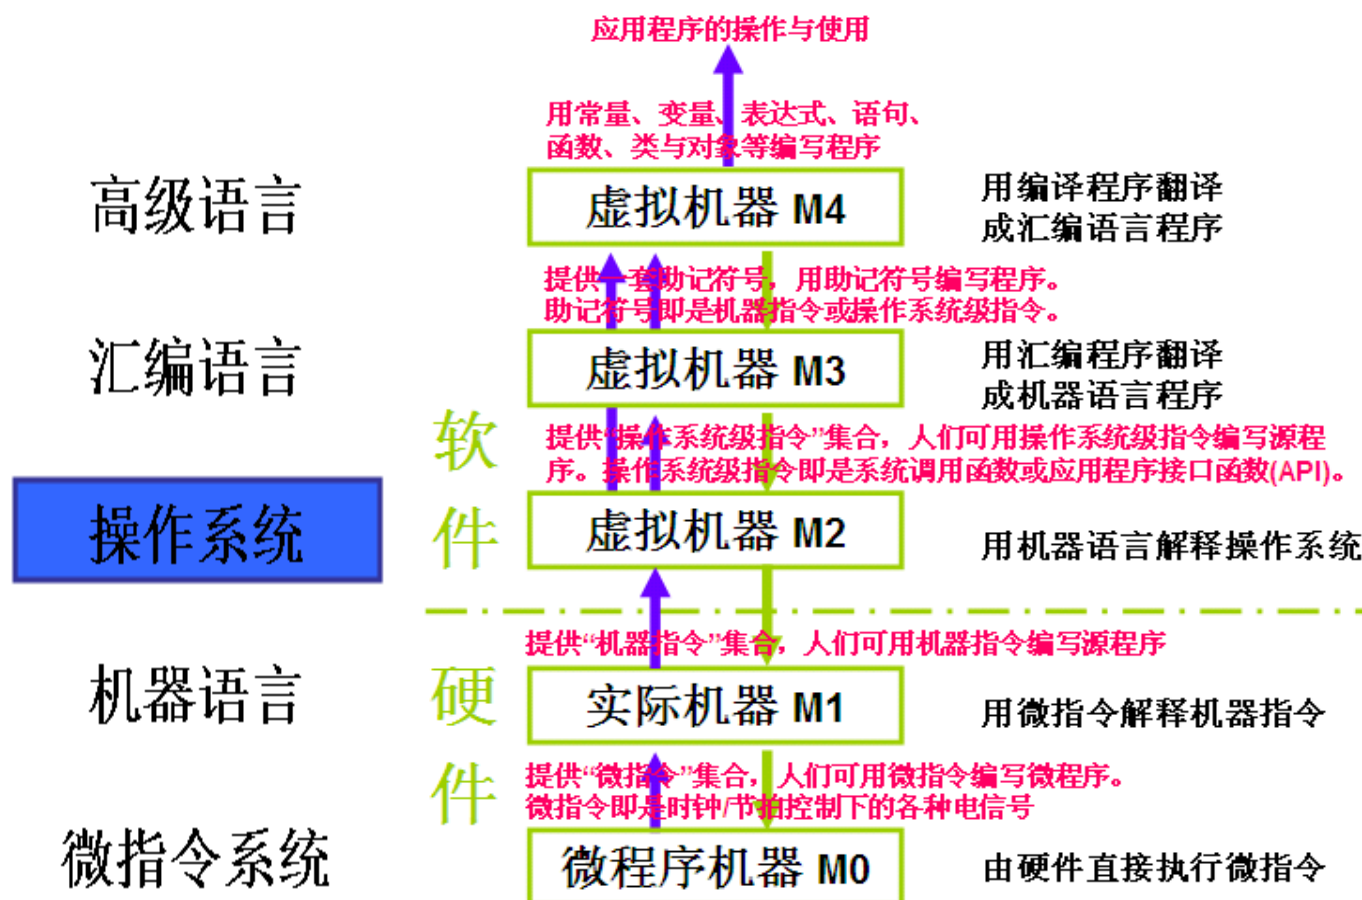 应用程序的操作与使用
用常量、变量、表达式、语句、
函数、类与对象等编写程序
高级语言
虚拟机器 M4
用编译程序翻译
成汇编语言程序
提供一套助记符号，用助记符号编写程序。
助记符号即是机器指令或操作系统级指令。
汇编语言
虚拟机器 M3
用汇编程序翻译
成机器语言程序
软
提供“操作系统级指令”集合，人们可用操作系统级指令编写源程
序。操作系统级指令即是系统调用函数或应用程序接口函数(API)。
操作系统
件
虚拟机器 M2
用机器语言解释操作系统
提供“机器指令”集合，人们可用机器指令编写源程序
机器语言
硬
实际机器 M1
用微指令解释机器指令
件
提供“微指令”集合，人们可用微指令编写微程序。
微指令即是时钟/节拍控制下的各种电信号
微指令系统
微程序机器 M0
由硬件直接执行微指令